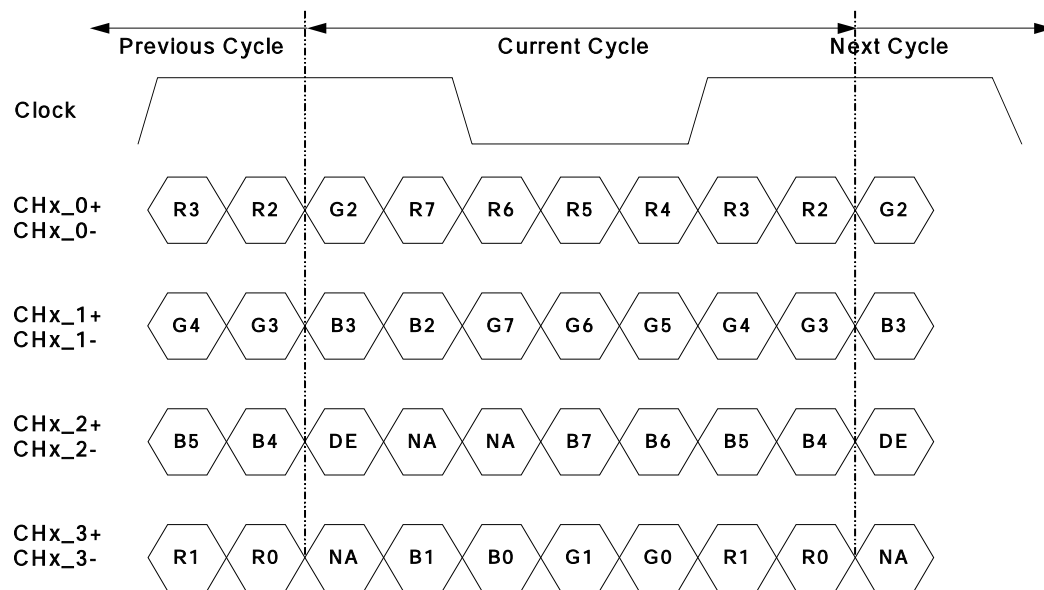 Previous Cycle Current Cycle Next Cycle
Clock
CHx_0+
CHx_0-
R3 R2 G2 R7 R6 R5 R4 R3 R2 G2
CHx_1+
CHx_1-
G4 G3 B3 B2 G7 G6 G5 G4 G3 B3
CHx_2+
CHx_2-
B5 B4 DE NA NA B7 B6 B5 B4 DE
CHx_3+
CHx_3-
R1 R0 NA B1 B0 G1 G0 R1 R0 NA